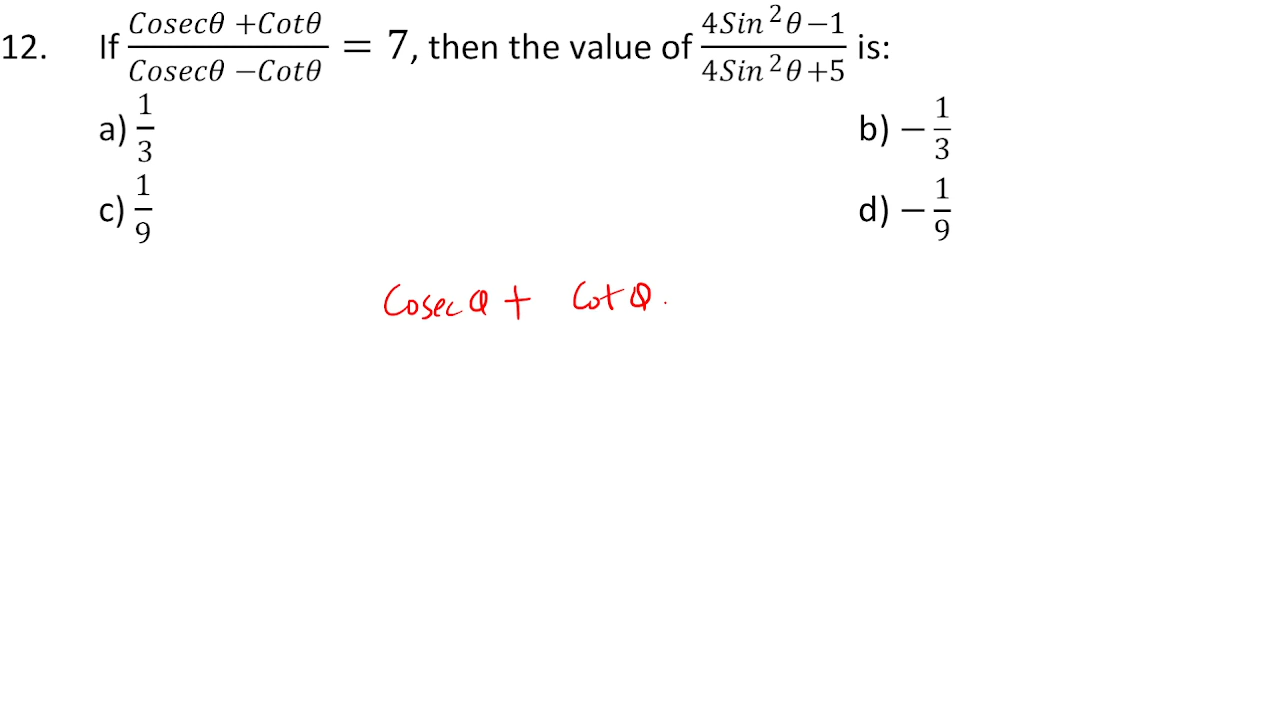 12. If (Cosecθ +Cotθ)/(Cosecθ −Cotθ) = 7, then the value of (4Sin²θ−1)/(4Sin²θ+5) is:
a) 1/3 b) −1/3
c) 1/9 d) −1/9
Cosec θ + Cot θ.